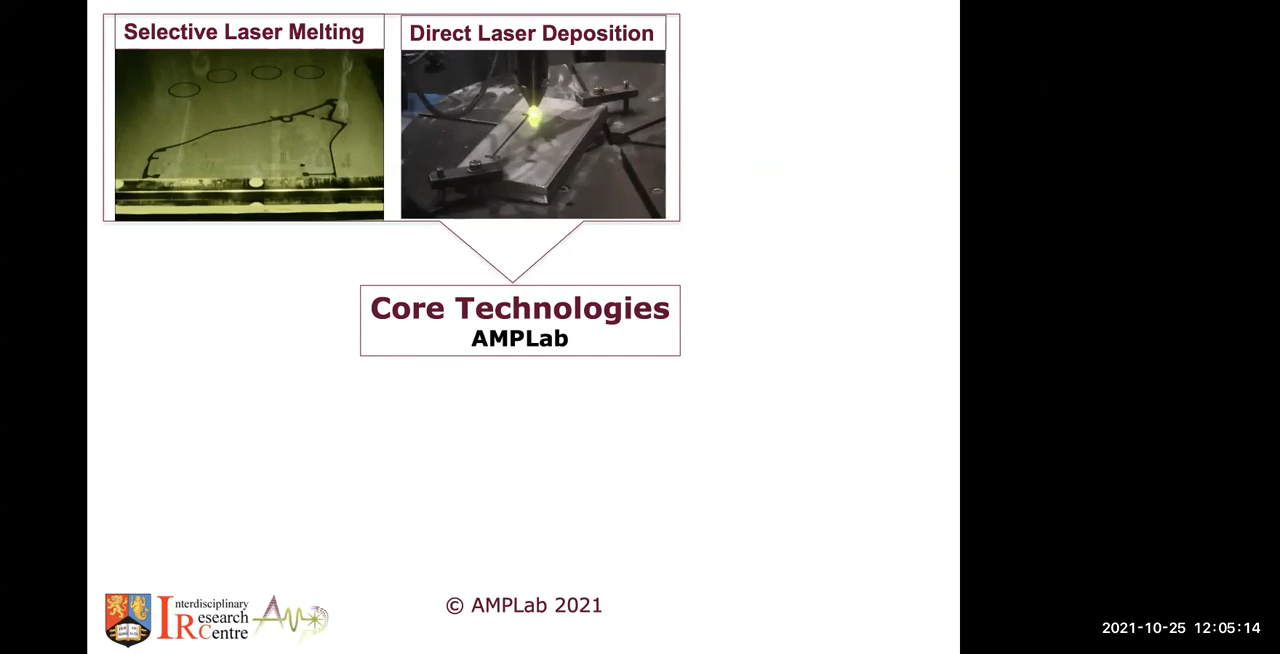 Selective Laser Melting
Direct Laser Deposition
Core Technologies
AMPLab
Interdisciplinary
Research
Centre
© AMPLab 2021
2021-10-25 12:05:14